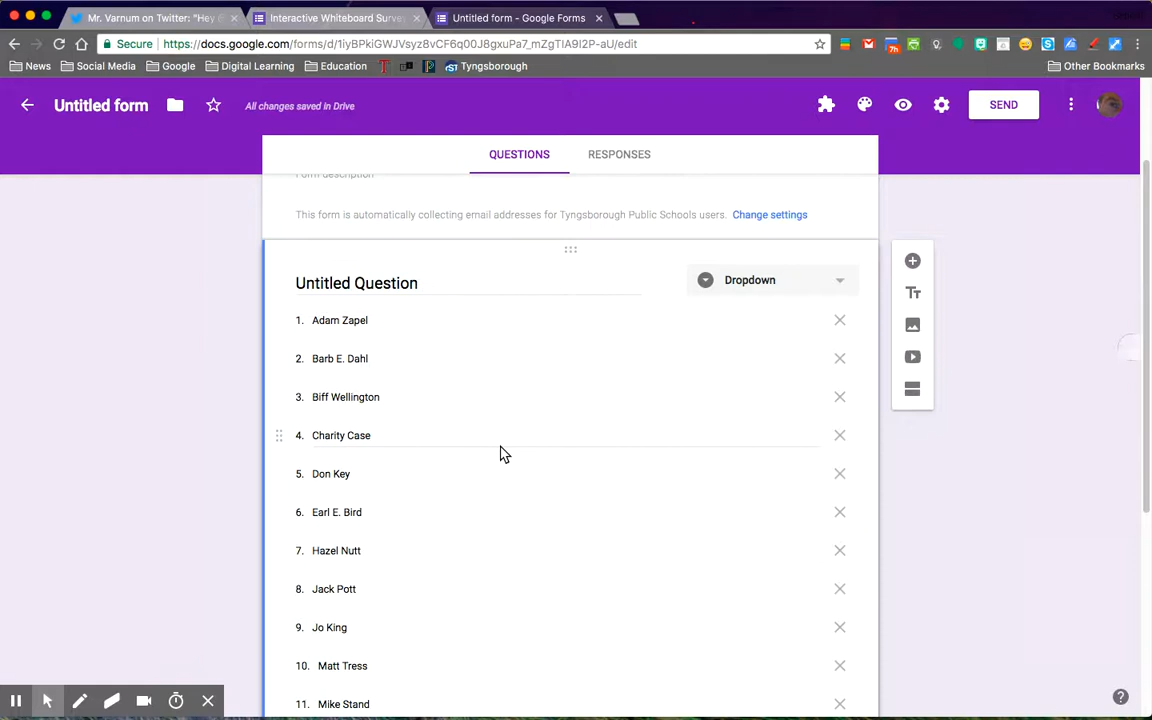 Mr. Varnum on Twitter: "Hey @
Interactive Whiteboard Survey
Untitled form - Google Forms
Secure
https://docs.google.com/forms/d/1iyBPkiGWJVsyz8vCF6q00J8gxuPa7_mZgTIA9I2P-aU/edit
News
Social Media
Google
Digital Learning
Education
Tyngsborough
Other Bookmarks
Untitled form
All changes saved in Drive
SEND
QUESTIONS
RESPONSES
Form description
This form is automatically collecting email addresses for Tyngsborough Public Schools users. Change settings
Untitled Question
Dropdown
1. Adam Zapel
2. Barb E. Dahl
3. Biff Wellington
4. Charity Case
5. Don Key
6. Earl E. Bird
7. Hazel Nutt
8. Jack Pott
9. Jo King
10. Matt Tress
11. Mike Stand